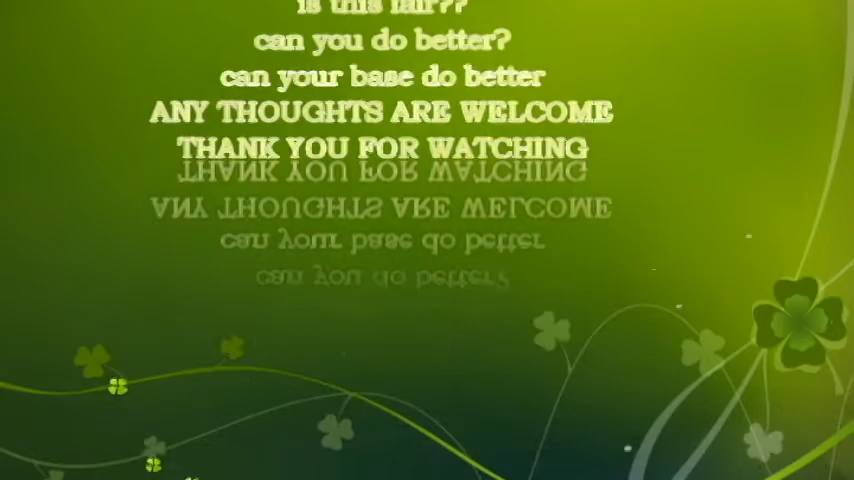 is this fair??
can you do better?
can your base do better
ANY THOUGHTS ARE WELCOME
THANK YOU FOR WATCHING